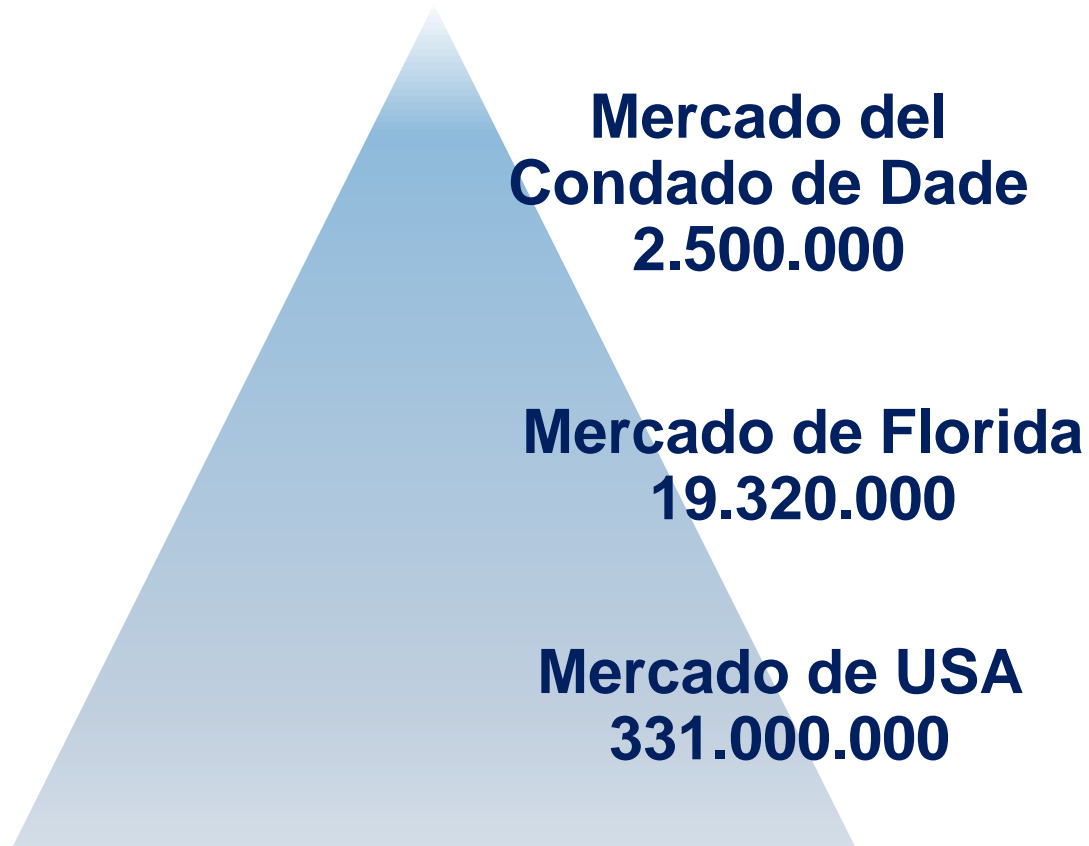 Mercado del
Condado de Dade
2.500.000
Mercado de Florida
19.320.000
Mercado de USA
331.000.000